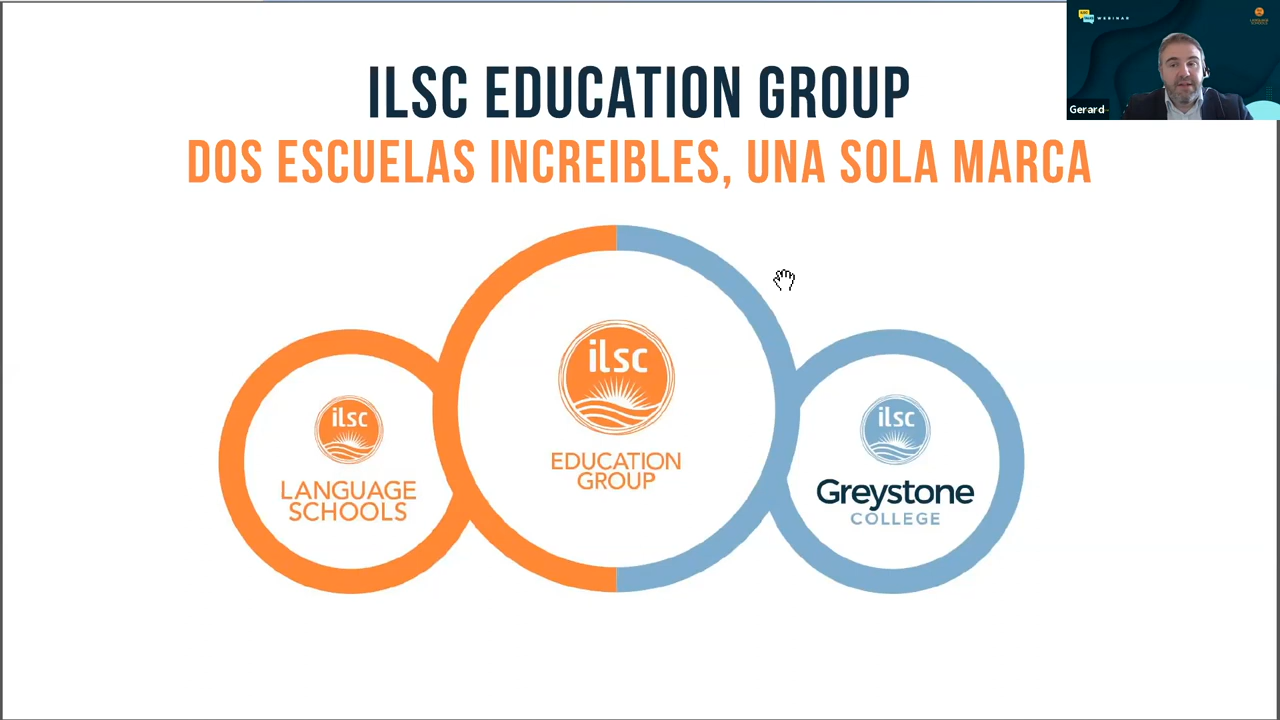 ILSC EDUCATION GROUP
DOS ESCUELAS INCREIBLES, UNA SOLA MARCA
WEBINAR
Gerard
ilsc
EDUCATION
GROUP
ilsc
LANGUAGE
SCHOOLS
ilsc
Greystone
COLLEGE